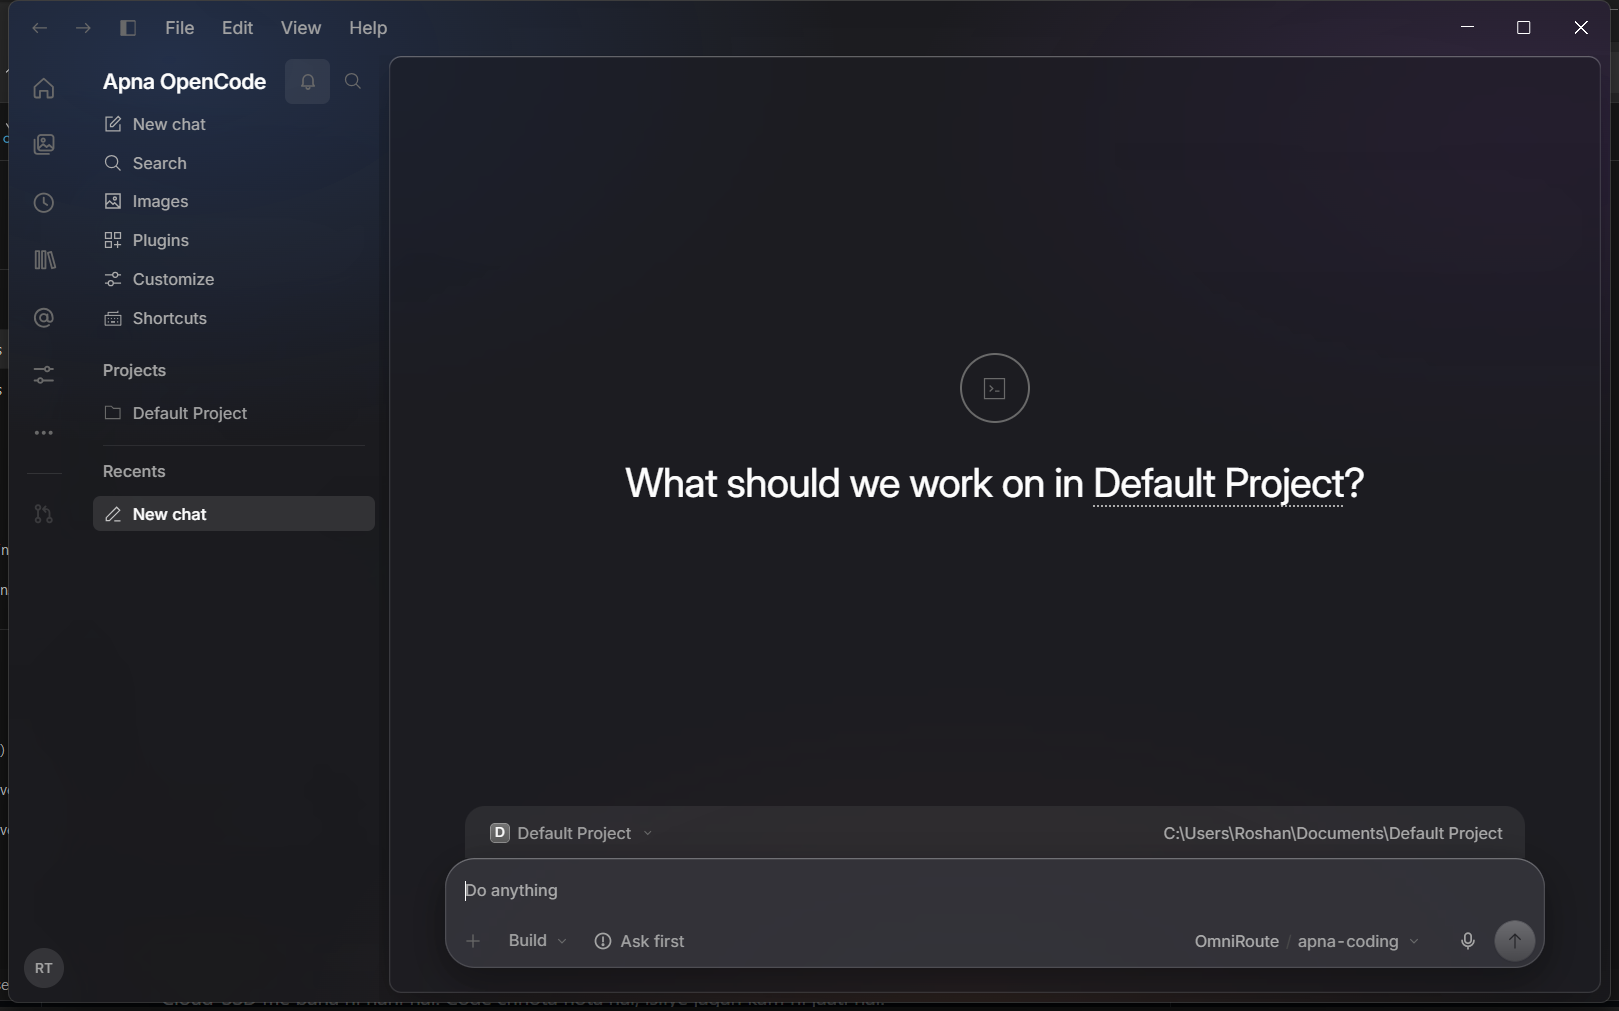 File Edit View Help
Apna OpenCode
New chat
Search
Images
Plugins
Customize
Shortcuts
Projects
Default Project
Recents
New chat
RT
What should we work on in Default Project?
D Default Project
C:\Users\Roshan\Documents\Default Project
Do anything
Build
Ask first
OmniRoute / apna-coding